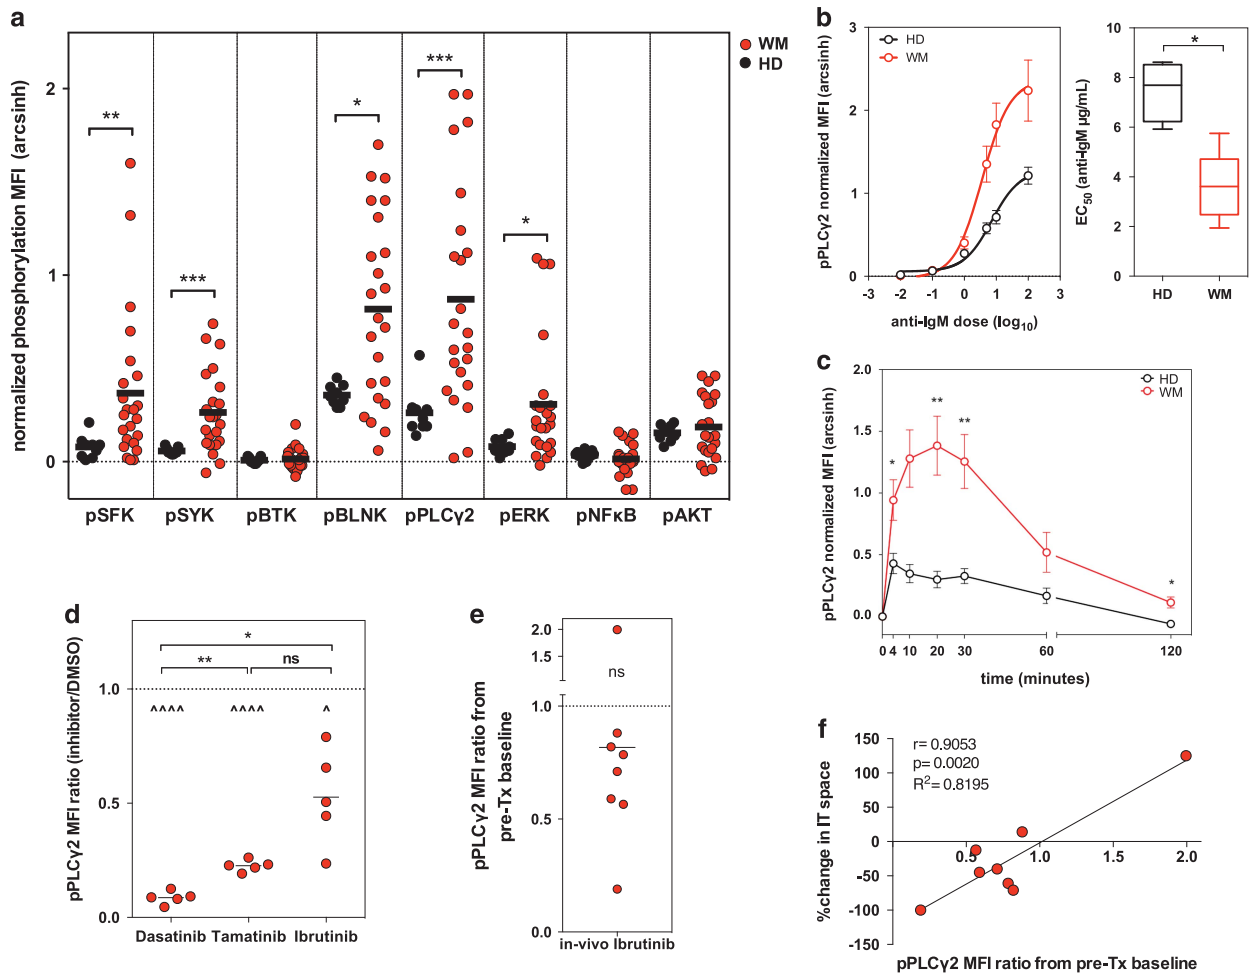 a
normalized phosphorylation MFI (arcsinh)
2
1
0
**
***
*
***
*
WM
HD
pSFK pSYK pBTK pBLNK pPLCγ2 pERK pNFκB pAKT
b
pPLCγ2 normalized MFI (arcsinh)
3
2
1
0
HD
WM
-3 -2 -1 0 1 2 3
anti-IgM dose (log10)
EC50 (anti-IgM µg/mL)
10
8
6
4
2
0
*
HD WM
c
pPLCγ2 normalized MFI (arcsinh)
2.0
1.5
1.0
0.5
0.0
HD
WM
*
**
**
*
0 4 10 20 30 60 120
time (minutes)
d
pPLCγ2 MFI ratio (inhibitor/DMSO)
1.0
0.5
0.0
*
** ns
^^^^ ^^^^ ^
Dasatinib Tamatinib Ibrutinib
e
pPLCγ2 MFI ratio from
pre-Tx baseline
2.0
1.5
1.0
0.5
0.0
ns
in-vivo Ibrutinib
f
%change in IT space
150
100
50
0
-50
-100
-150
r= 0.9053
p= 0.0020
R2= 0.8195
0.5 1.0 1.5 2.0
pPLCγ2 MFI ratio from pre-Tx baseline